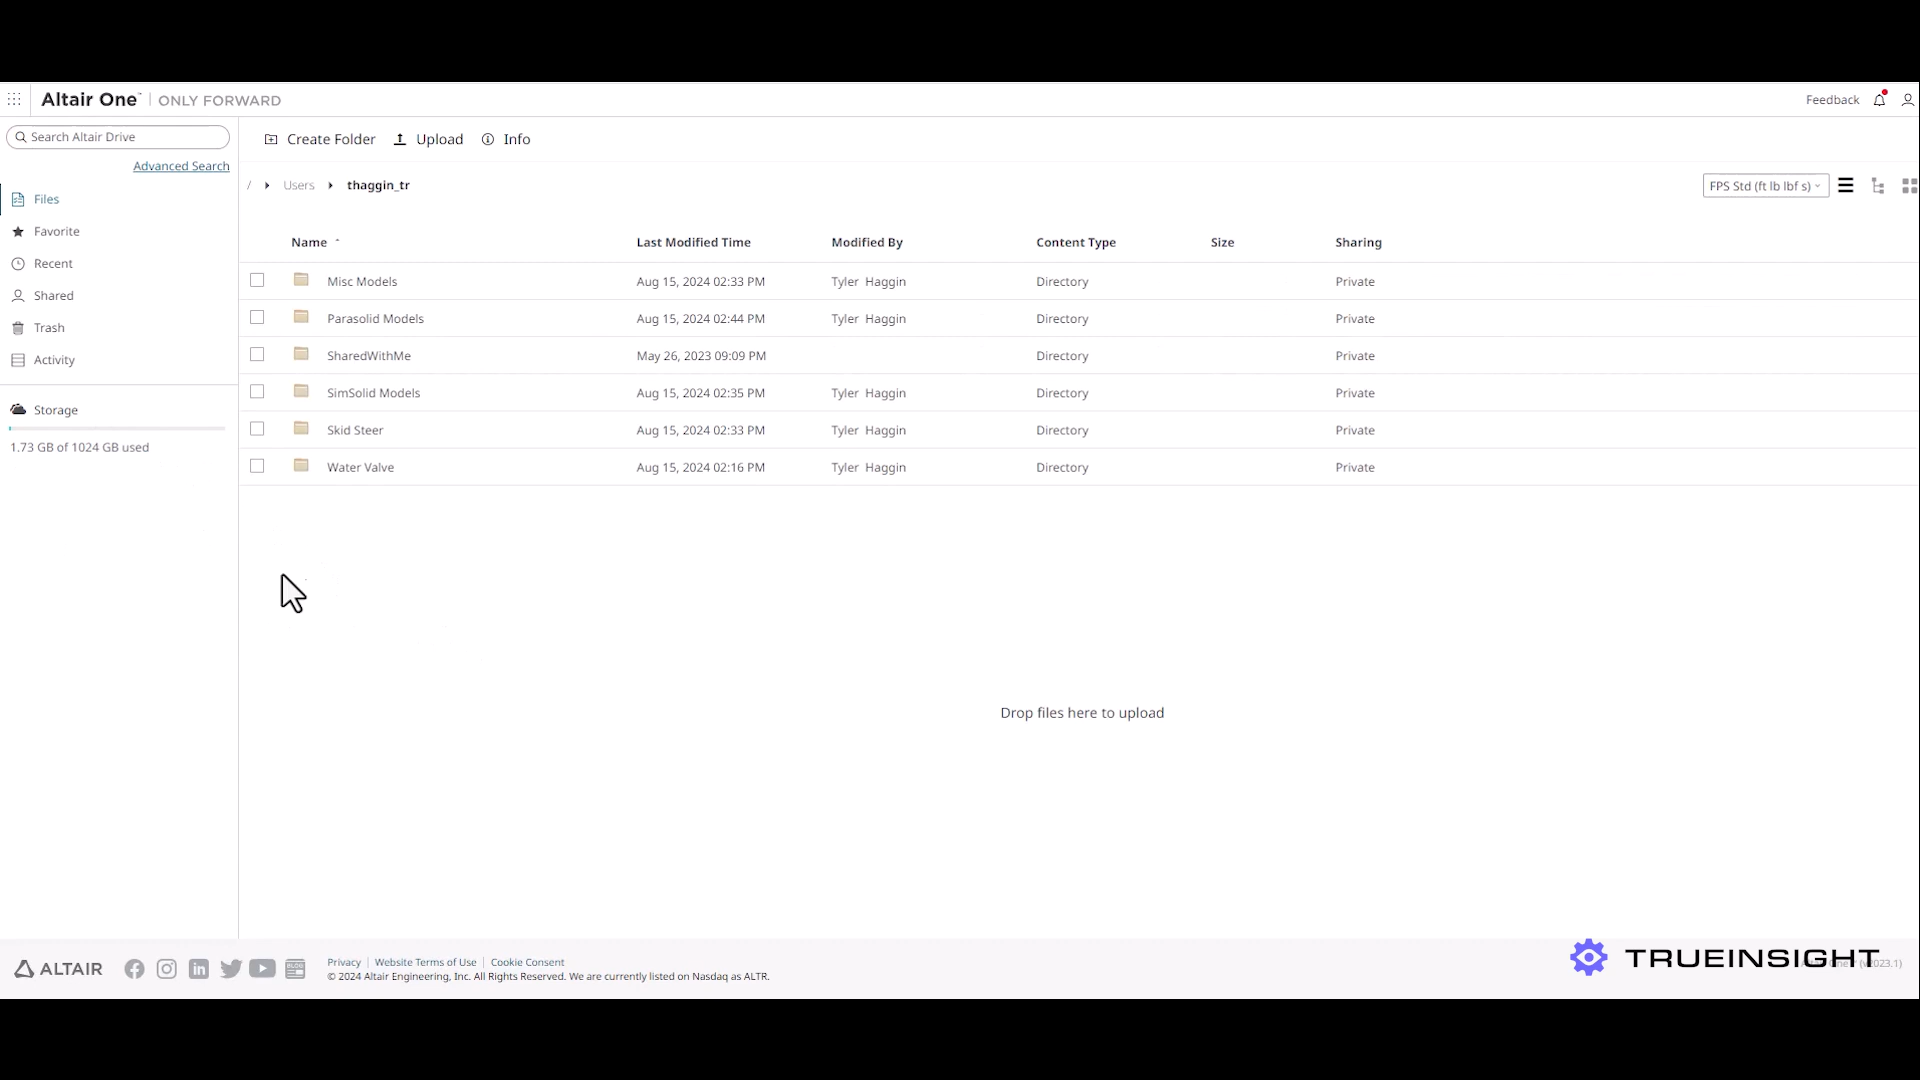 Altair One™ | ONLY FORWARD
Feedback
Search Altair Drive
Advanced Search
Files
Favorite
Recent
Shared
Trash
Activity
Storage
1.73 GB of 1024 GB used
Create Folder Upload Info
/ Users thaggin_tr
FPS Std (ft lb lbf s)
Name Last Modified Time Modified By Content Type Size Sharing
Misc Models Aug 15, 2024 02:33 PM Tyler Haggin Directory Private
Parasolid Models Aug 15, 2024 02:44 PM Tyler Haggin Directory Private
SharedWithMe May 26, 2023 09:09 PM Directory Private
SimSolid Models Aug 15, 2024 02:35 PM Tyler Haggin Directory Private
Skid Steer Aug 15, 2024 02:33 PM Tyler Haggin Directory Private
Water Valve Aug 15, 2024 02:16 PM Tyler Haggin Directory Private
Drop files here to upload
ALTAIR
BLOG
Privacy | Website Terms of Use | Cookie Consent
© 2024 Altair Engineering, Inc. All Rights Reserved. We are currently listed on Nasdaq as ALTR.
TRUEINSIGHT